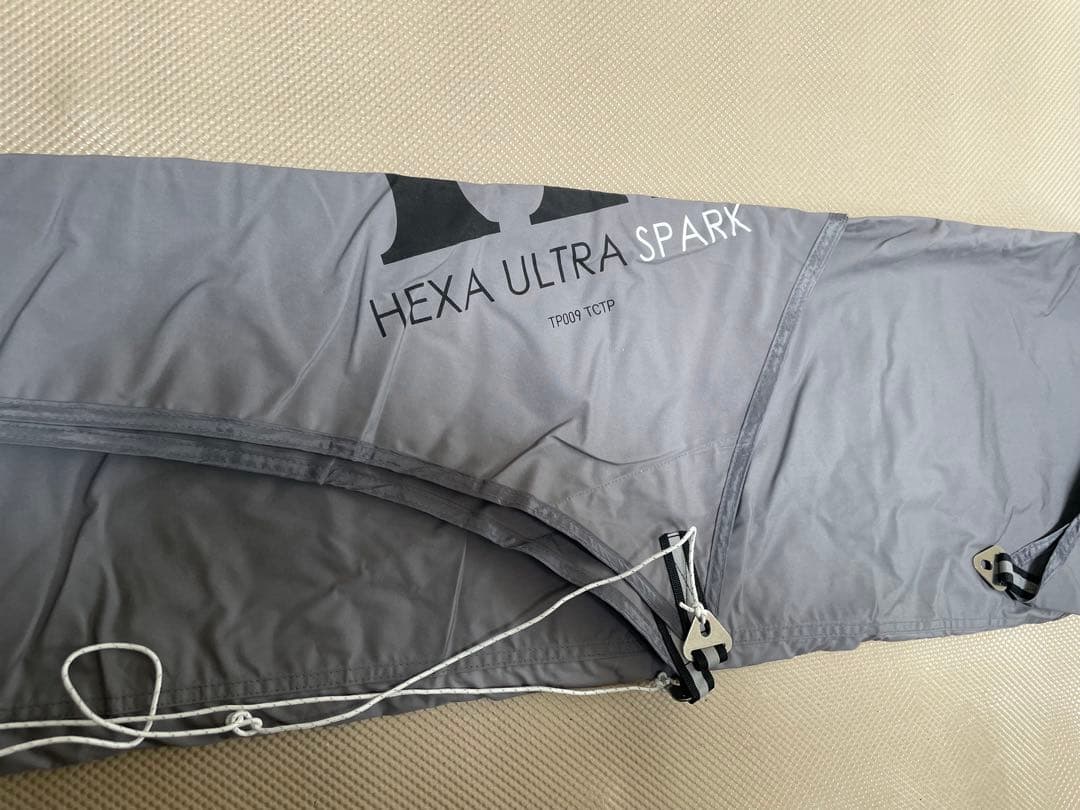 HEXA ULTRA SPARK
TP009 TCTP